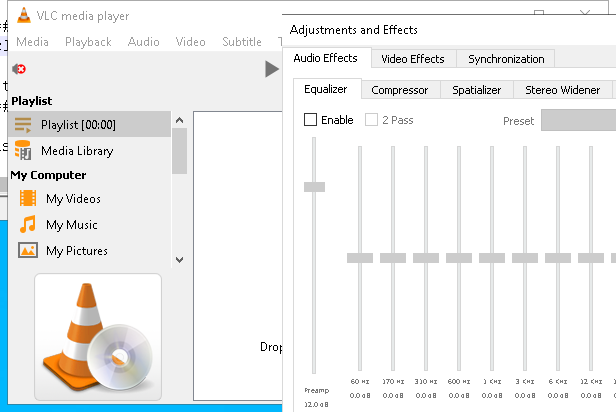 VLC media player
Media Playback Audio Video Subtitle
Playlist
Playlist [00:00]
Media Library
My Computer
My Videos
My Music
My Pictures
Adjustments and Effects
Audio Effects Video Effects Synchronization
Equalizer Compressor Spatializer Stereo Widener
Enable 2 Pass Preset
60 Hz 170 Hz 310 Hz 600 Hz 1 KHz 3 KHz 6 KHz 12 KHz
Preamp 0.0 dB 0.0 dB 0.0 dB 0.0 dB 0.0 dB 0.0 dB 0.0 dB 0.0 dB
12.0 dB